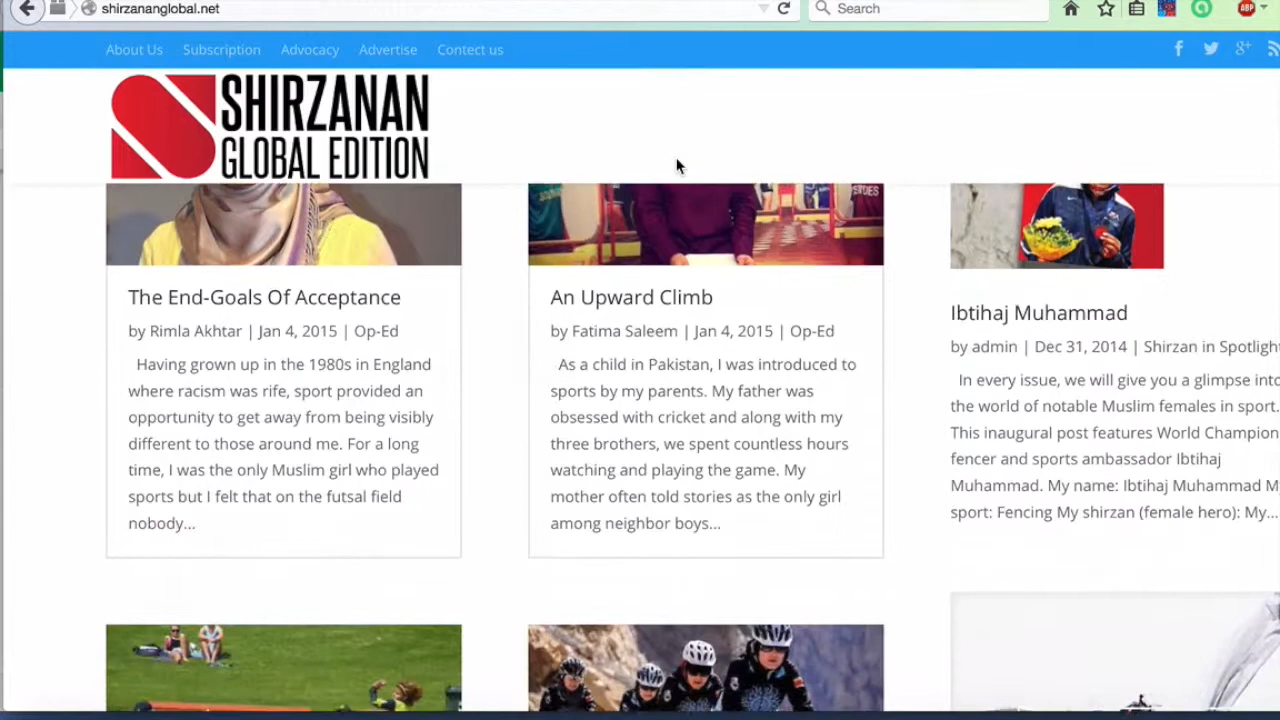 shirzananglobal.net
Search
ABP
About Us Subscription Advocacy Advertise Contact us
SHIRZANAN
GLOBAL EDITION
The End-Goals Of Acceptance
by Rimla Akhtar | Jan 4, 2015 | Op-Ed
Having grown up in the 1980s in England
where racism was rife, sport provided an
opportunity to get away from being visibly
different to those around me. For a long
time, I was the only Muslim girl who played
sports but I felt that on the futsal field
nobody...
An Upward Climb
by Fatima Saleem | Jan 4, 2015 | Op-Ed
As a child in Pakistan, I was introduced to
sports by my parents. My father was
obsessed with cricket and along with my
three brothers, we spent countless hours
watching and playing the game. My
mother often told stories as the only girl
among neighbor boys...
Ibtihaj Muhammad
by admin | Dec 31, 2014 | Shirzan in Spotlight
In every issue, we will give you a glimpse into
the world of notable Muslim females in sport.
This inaugural post features World Champion
fencer and sports ambassador Ibtihaj
Muhammad. My name: Ibtihaj Muhammad M
sport: Fencing My shirzan (female hero): My...